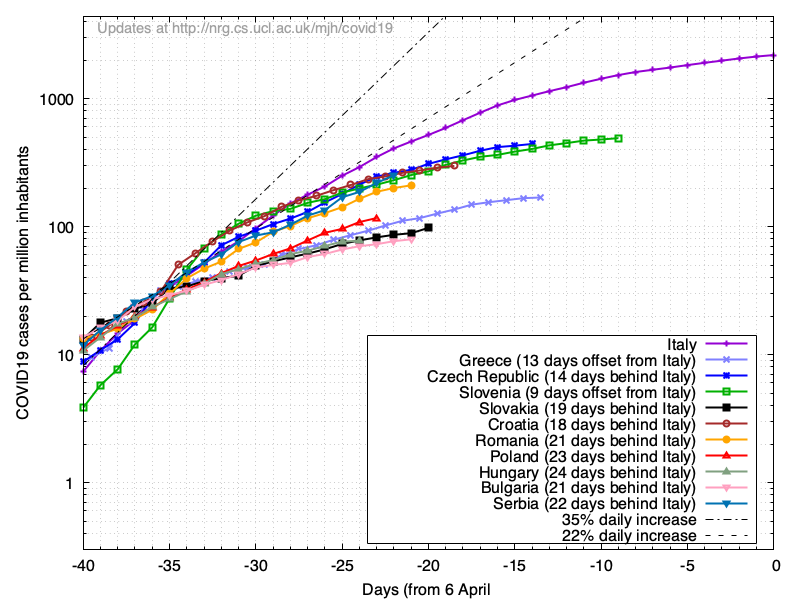 Updates at http://nrg.cs.ucl.ac.uk/mjh/covid19
COVID19 cases per million inhabitants
1000
100
10
1
Italy
Greece (13 days offset from Italy)
Czech Republic (14 days behind Italy)
Slovenia (9 days offset from Italy)
Slovakia (19 days behind Italy)
Croatia (18 days behind Italy)
Romania (21 days behind Italy)
Poland (23 days behind Italy)
Hungary (24 days behind Italy)
Bulgaria (21 days behind Italy)
Serbia (22 days behind Italy)
35% daily increase
22% daily increase
-40 -35 -30 -25 -20 -15 -10 -5 0
Days (from 6 April